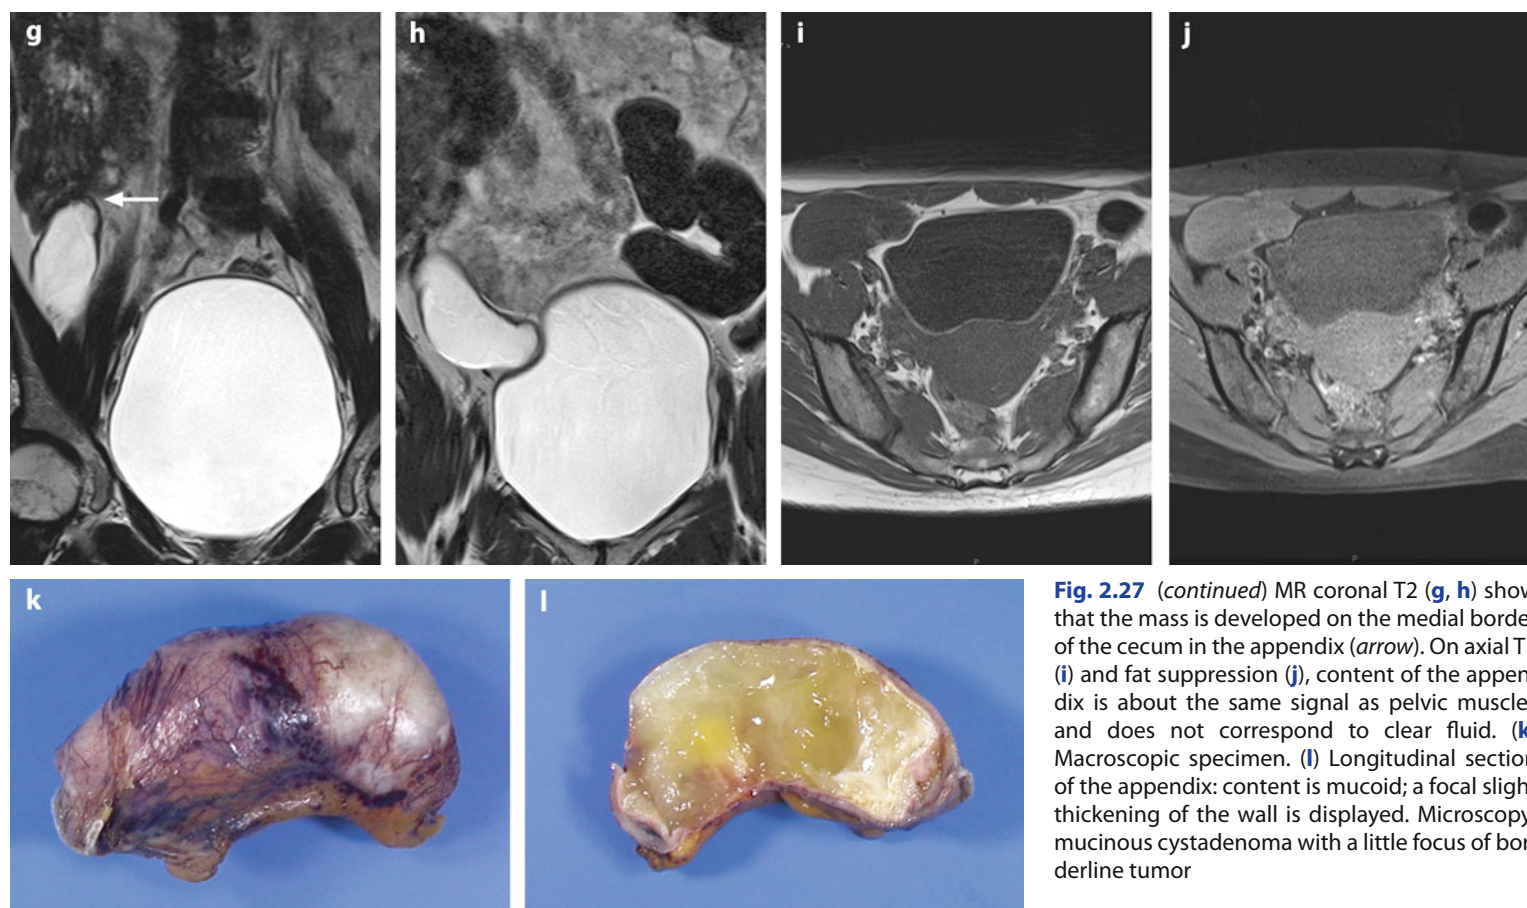 g
h
i
j
k
l
Fig. 2.27 (continued) MR coronal T2 (g, h) show
that the mass is developed on the medial borde
of the cecum in the appendix (arrow). On axial T
(i) and fat suppression (j), content of the appen
dix is about the same signal as pelvic muscle
and does not correspond to clear fluid. (k
Macroscopic specimen. (l) Longitudinal section
of the appendix: content is mucoid; a focal sligh
thickening of the wall is displayed. Microscopy
mucinous cystadenoma with a little focus of bor
derline tumor